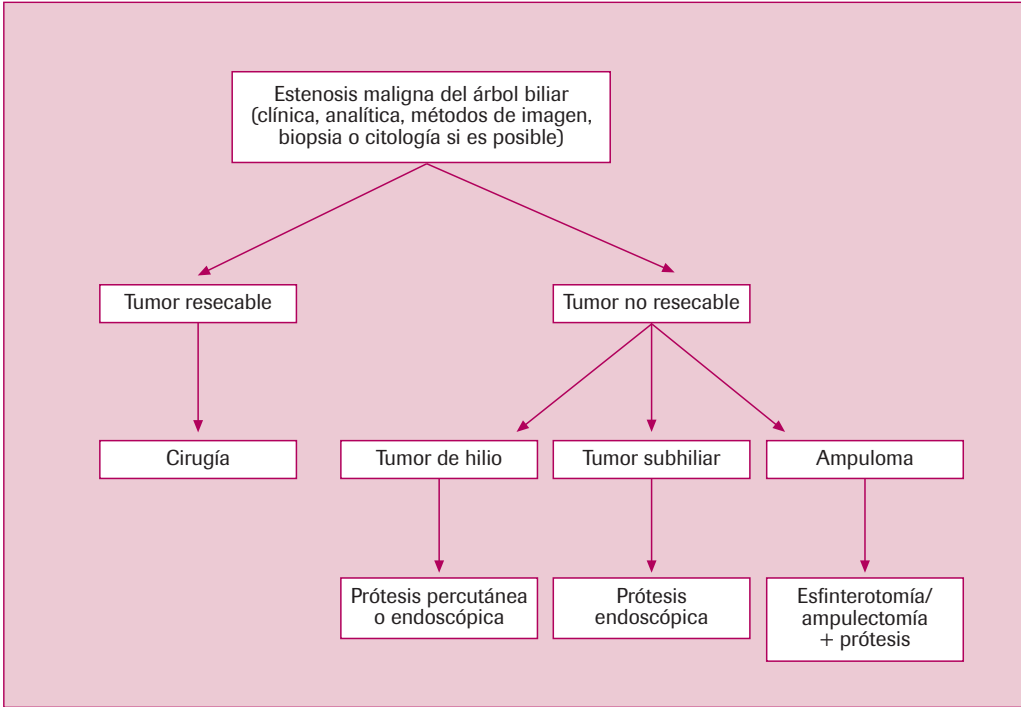 Estenosis maligna del árbol biliar
(clínica, analítica, métodos de imagen,
biopsia o citología si es posible)
Tumor resecable
Tumor no resecable
Cirugía
Tumor de hilio
Tumor subhiliar
Ampuloma
Prótesis percutánea
o endoscópica
Prótesis
endoscópica
Esfinterotomía/
ampulectomía
+ prótesis